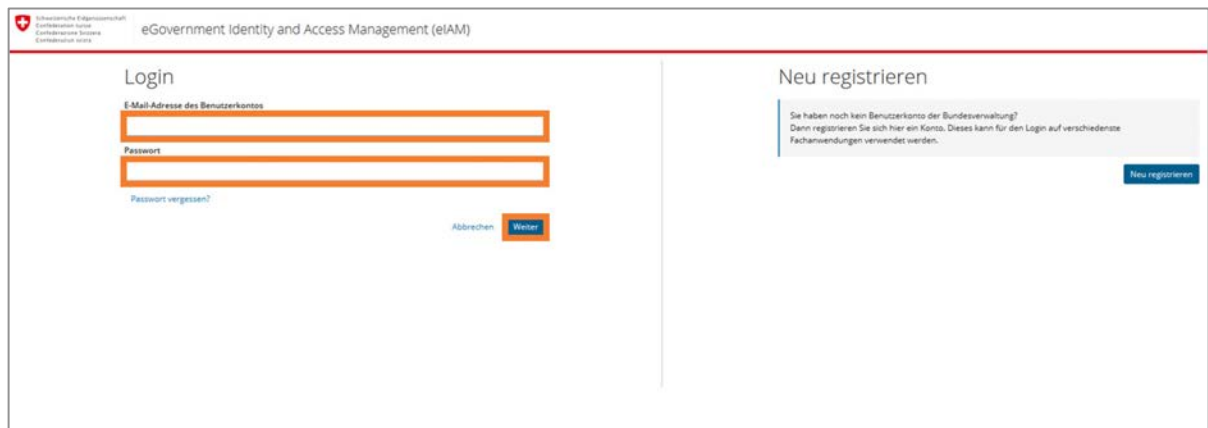 Schweizerische Eidgenossenschaft
Confédération suisse
Confederazione Svizzera
Confederaziun svizra
eGovernment Identity and Access Management (eIAM)
Login
E-Mail-Adresse des Benutzerkontos
Passwort
Passwort vergessen?
Abbrechen
Weiter
Neu registrieren
Sie haben noch kein Benutzerkonto der Bundesverwaltung?
Dann registrieren Sie sich hier ein Konto. Dieses kann für den Login auf verschiedenste
Fachanwendungen verwendet werden.
Neu registrieren